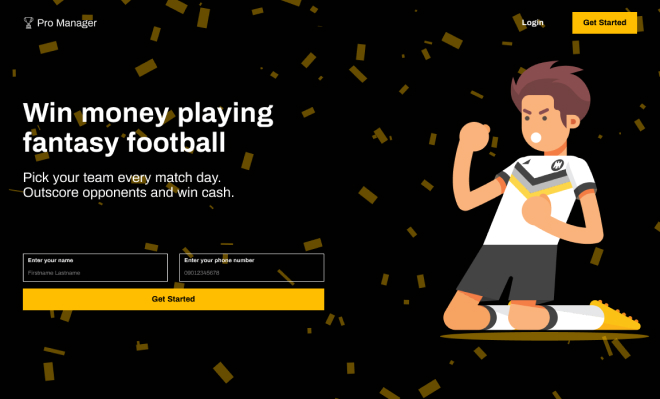 Pro Manager
Login
Get Started
Win money playing
fantasy football
Pick your team every match day.
Outscore opponents and win cash.
Enter your name
Enter your phone number
Firstname Lastname
09012345678
Get Started